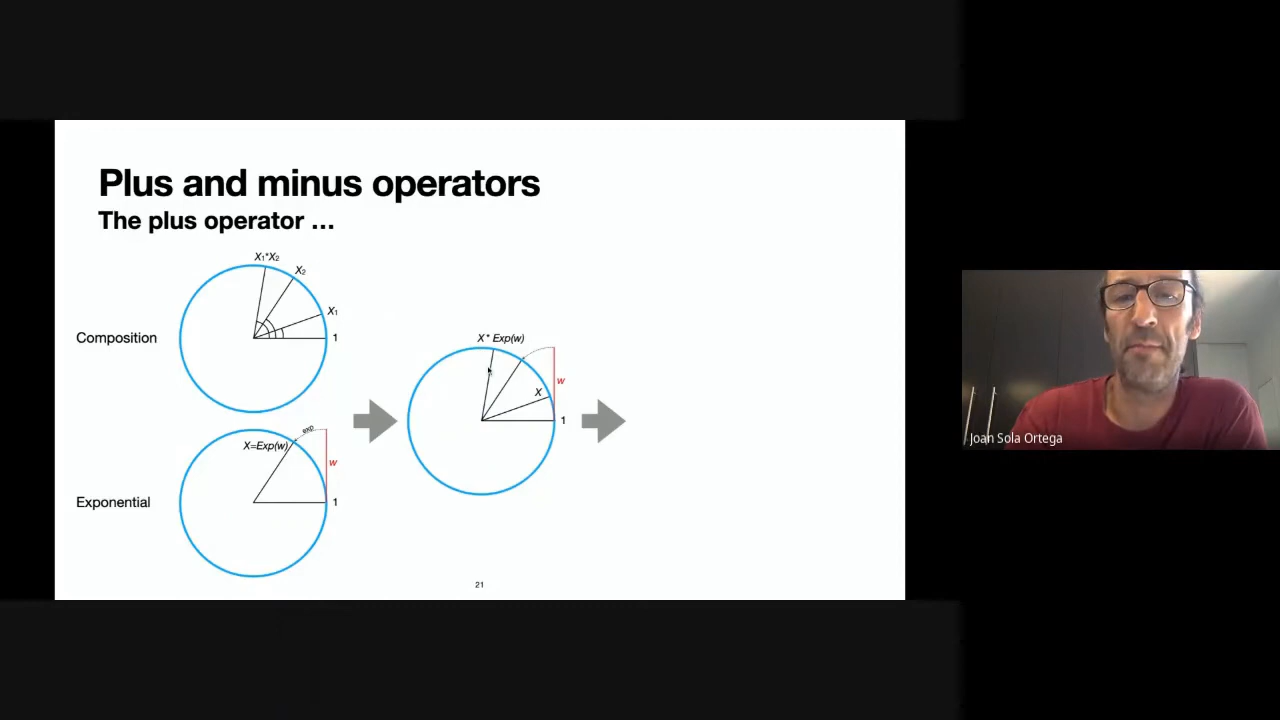 Plus and minus operators
The plus operator ...
Composition
X₁*X₂
X₂
X₁
1
Exponential
X=Exp(w)
exp
w
1
X * Exp(w)
X
w
1
21
Joan Sola Ortega